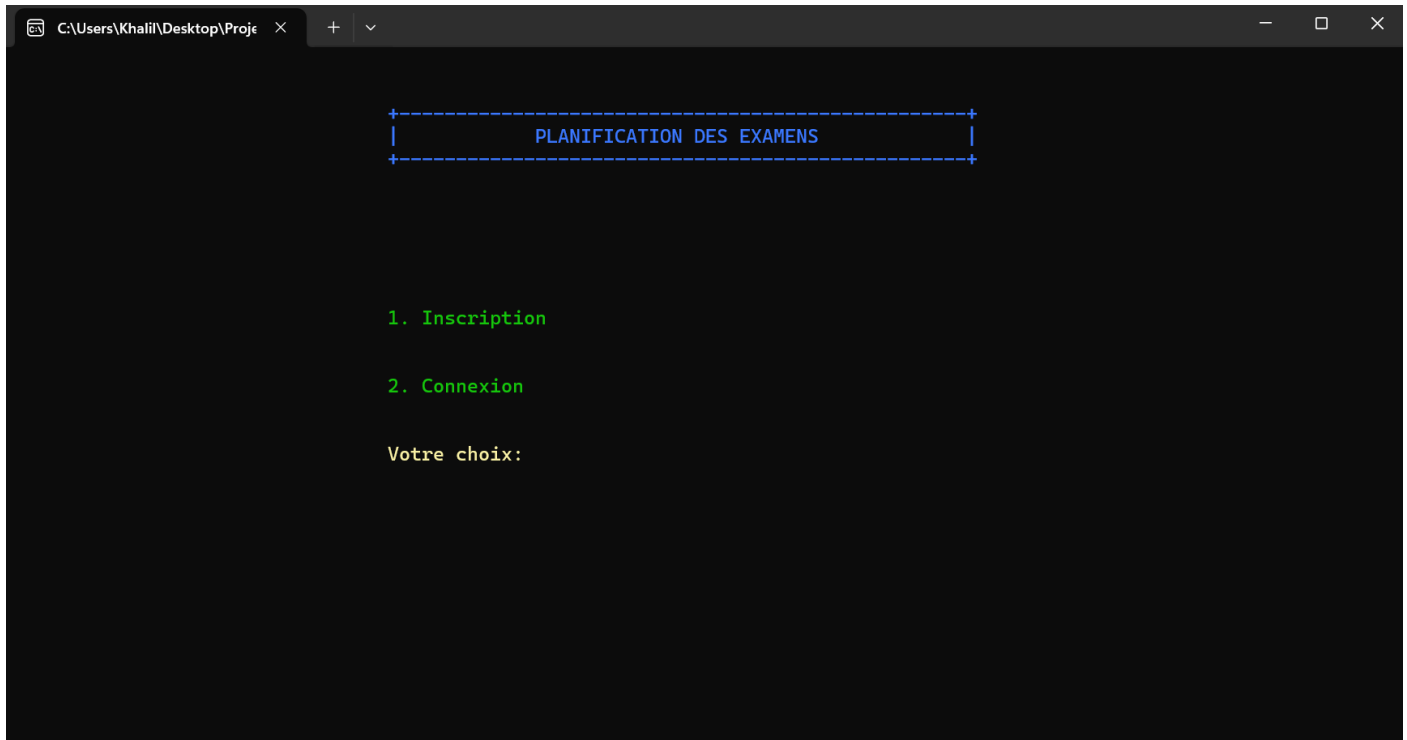 C:\Users\Khalil\Desktop\Proje
+--------------------------------------------------+
| PLANIFICATION DES EXAMENS |
+--------------------------------------------------+
1. Inscription
2. Connexion
Votre choix: